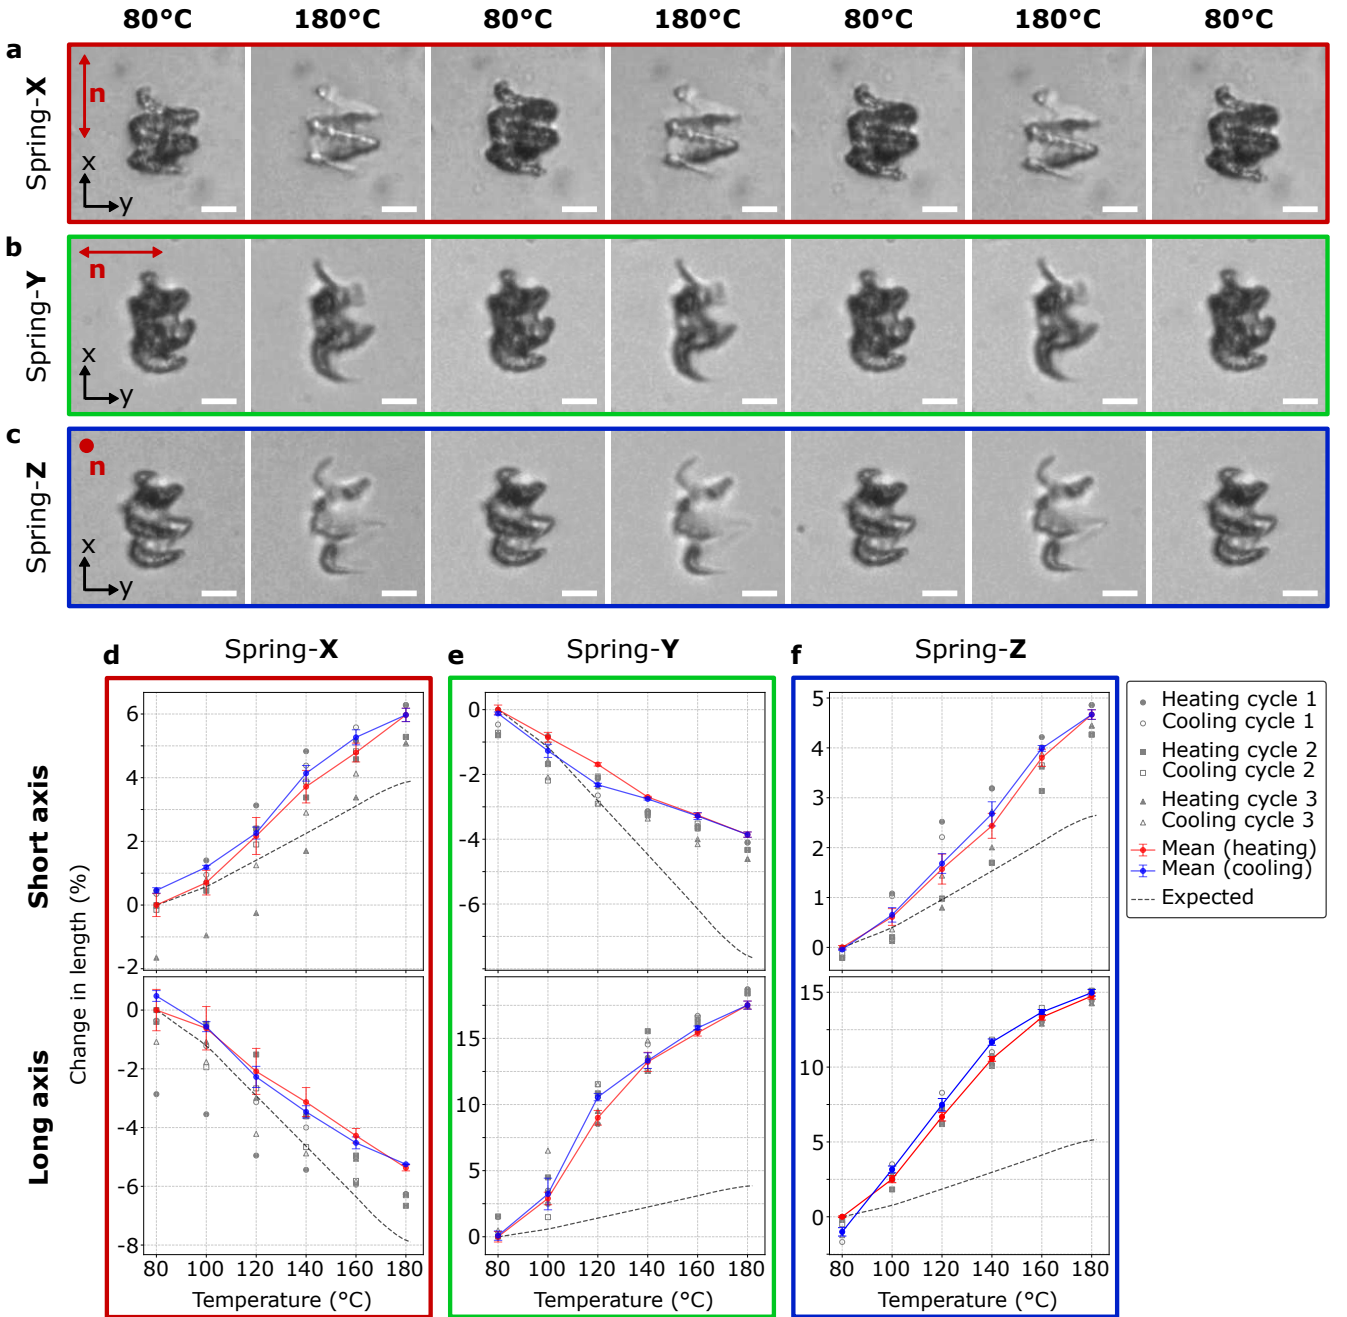 80°C 180°C 80°C 180°C 80°C 180°C 80°C
a
Spring-X
n
x
y
b
Spring-Y
n
x
y
c
Spring-Z
n
x
y
d Spring-X
e Spring-Y
f Spring-Z
Short axis
Long axis
Change in length (%)
6
4
2
0
-2
0
-2
-4
-6
-8
80 100 120 140 160 180
Temperature (°C)
0
-2
-4
-6
15
10
5
0
80 100 120 140 160 180
Temperature (°C)
5
4
3
2
1
0
15
10
5
0
80 100 120 140 160 180
Temperature (°C)
Heating cycle 1
Cooling cycle 1
Heating cycle 2
Cooling cycle 2
Heating cycle 3
Cooling cycle 3
Mean (heating)
Mean (cooling)
Expected